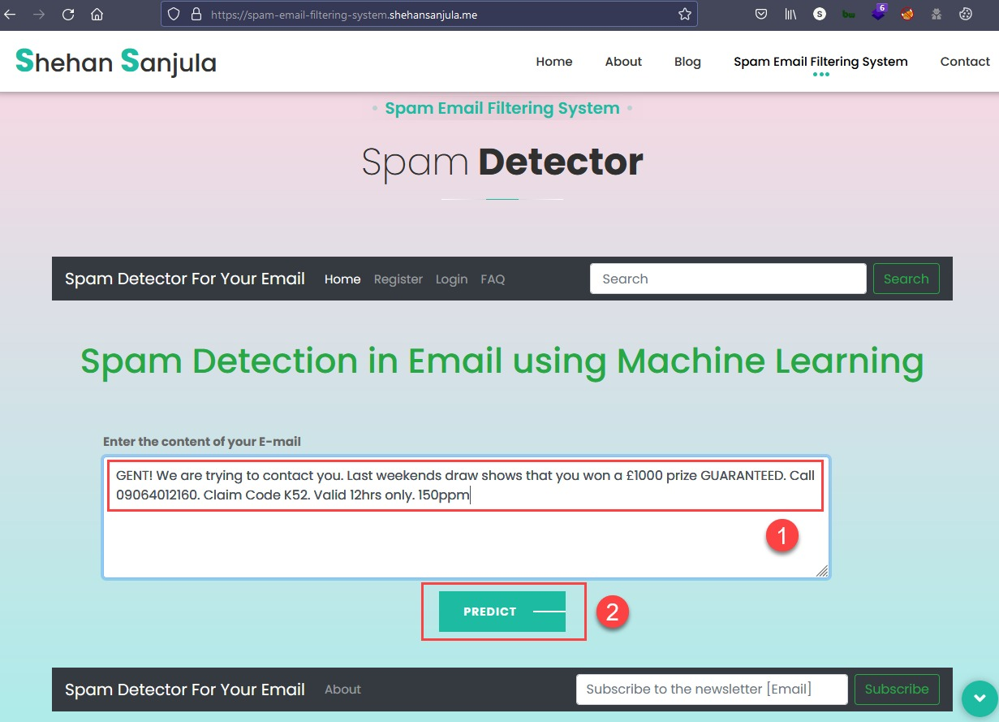 https://spam-email-filtering-system.shehansanjula.me
S
6
Shehan Sanjula
Home About Blog Spam Email Filtering System Contact
Spam Email Filtering System
Spam Detector
Spam Detector For Your Email Home Register Login FAQ Search Search
Spam Detection in Email using Machine Learning
Enter the content of your E-mail
GENT! We are trying to contact you. Last weekends draw shows that you won a £1000 prize GUARANTEED. Call
09064012160. Claim Code K52. Valid 12hrs only. 150ppm
1
PREDICT
2
Spam Detector For Your Email About Subscribe to the newsletter [Email] Subscribe